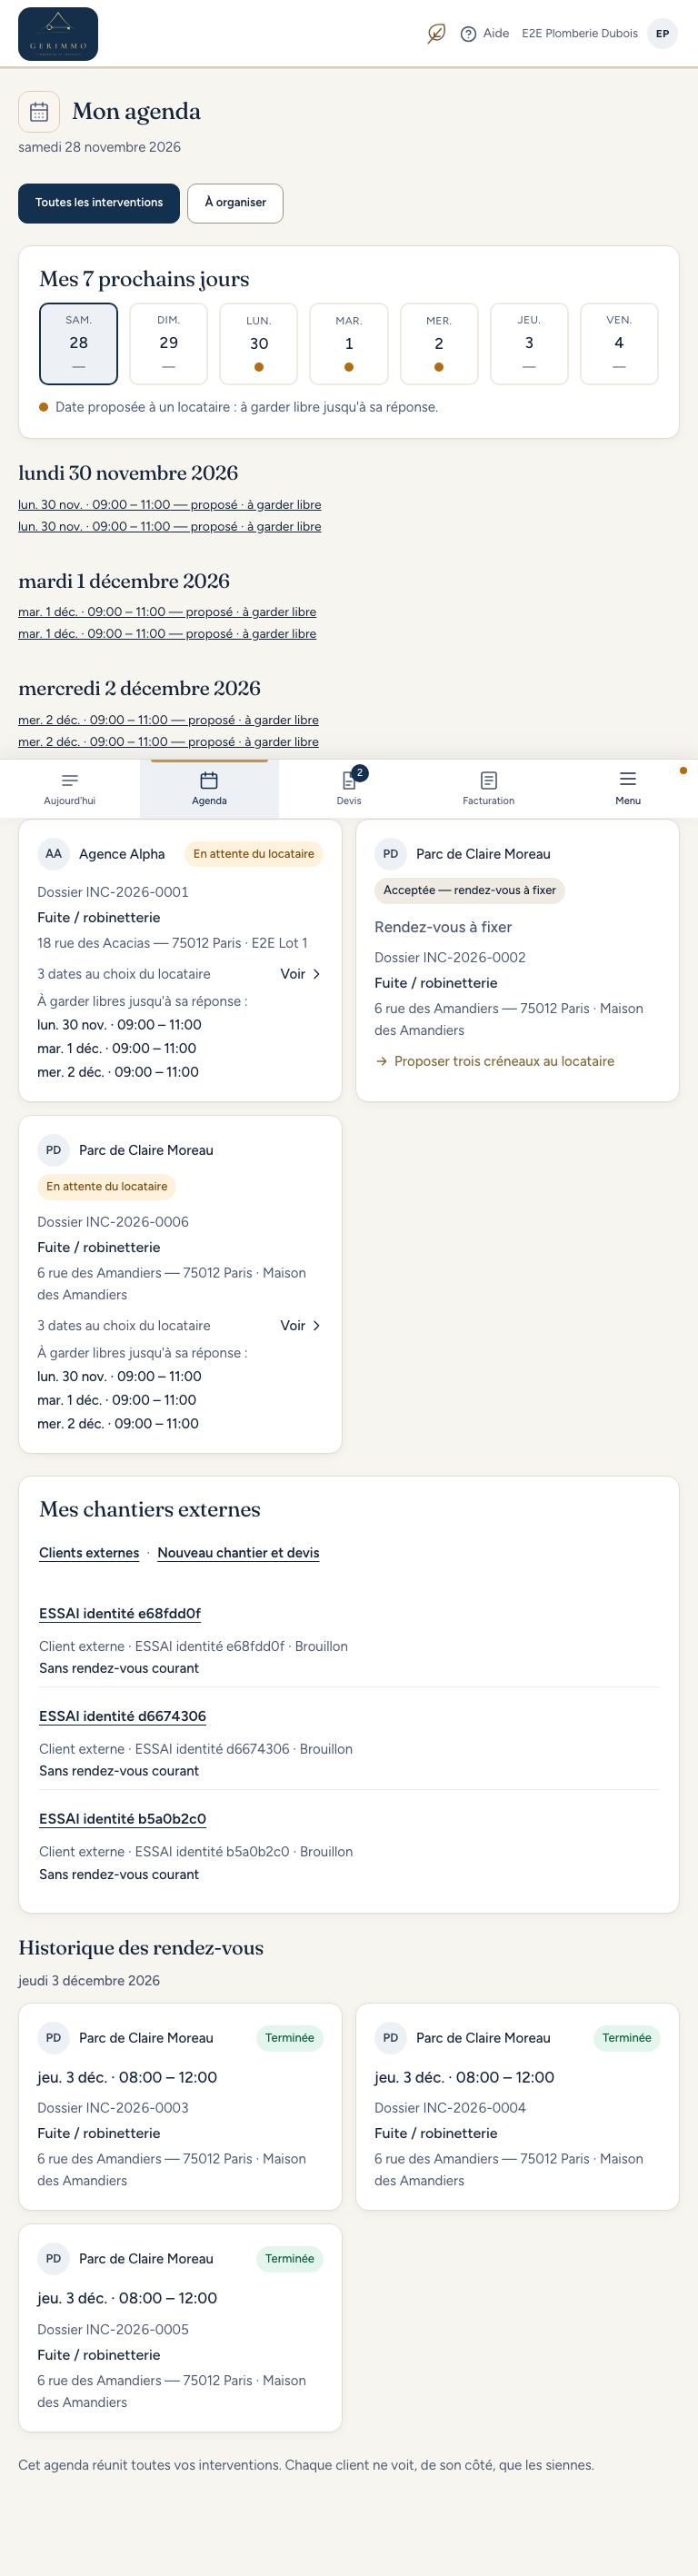 GERIMMO
Aide
E2E Plomberie Dubois
EP
Mon agenda
samedi 28 novembre 2026
Toutes les interventions
À organiser
Mes 7 prochains jours
SAM.
28
—
DIM.
29
—
LUN.
30
MAR.
1
MER.
2
JEU.
3
—
VEN.
4
—
Date proposée à un locataire : à garder libre jusqu'à sa réponse.
lundi 30 novembre 2026
lun. 30 nov. · 09:00 – 11:00 — proposé · à garder libre
lun. 30 nov. · 09:00 – 11:00 — proposé · à garder libre
mardi 1 décembre 2026
mar. 1 déc. · 09:00 – 11:00 — proposé · à garder libre
mar. 1 déc. · 09:00 – 11:00 — proposé · à garder libre
mercredi 2 décembre 2026
mer. 2 déc. · 09:00 – 11:00 — proposé · à garder libre
mer. 2 déc. · 09:00 – 11:00 — proposé · à garder libre
Aujourd'hui
Agenda
2
Devis
Facturation
Menu
AA
Agence Alpha
En attente du locataire
Dossier INC-2026-0001
Fuite / robinetterie
18 rue des Acacias — 75012 Paris · E2E Lot 1
3 dates au choix du locataire
Voir
À garder libres jusqu'à sa réponse :
lun. 30 nov. · 09:00 – 11:00
mar. 1 déc. · 09:00 – 11:00
mer. 2 déc. · 09:00 – 11:00
PD
Parc de Claire Moreau
Acceptée — rendez-vous à fixer
Rendez-vous à fixer
Dossier INC-2026-0002
Fuite / robinetterie
6 rue des Amandiers — 75012 Paris · Maison
des Amandiers
→ Proposer trois créneaux au locataire
PD
Parc de Claire Moreau
En attente du locataire
Dossier INC-2026-0006
Fuite / robinetterie
6 rue des Amandiers — 75012 Paris · Maison
des Amandiers
3 dates au choix du locataire
Voir
À garder libres jusqu'à sa réponse :
lun. 30 nov. · 09:00 – 11:00
mar. 1 déc. · 09:00 – 11:00
mer. 2 déc. · 09:00 – 11:00
Mes chantiers externes
Clients externes · Nouveau chantier et devis
ESSAI identité e68fdd0f
Client externe · ESSAI identité e68fdd0f · Brouillon
Sans rendez-vous courant
ESSAI identité d6674306
Client externe · ESSAI identité d6674306 · Brouillon
Sans rendez-vous courant
ESSAI identité b5a0b2c0
Client externe · ESSAI identité b5a0b2c0 · Brouillon
Sans rendez-vous courant
Historique des rendez-vous
jeudi 3 décembre 2026
PD
Parc de Claire Moreau
Terminée
jeu. 3 déc. · 08:00 – 12:00
Dossier INC-2026-0003
Fuite / robinetterie
6 rue des Amandiers — 75012 Paris · Maison
des Amandiers
PD
Parc de Claire Moreau
Terminée
jeu. 3 déc. · 08:00 – 12:00
Dossier INC-2026-0004
Fuite / robinetterie
6 rue des Amandiers — 75012 Paris · Maison
des Amandiers
PD
Parc de Claire Moreau
Terminée
jeu. 3 déc. · 08:00 – 12:00
Dossier INC-2026-0005
Fuite / robinetterie
6 rue des Amandiers — 75012 Paris · Maison
des Amandiers
Cet agenda réunit toutes vos interventions. Chaque client ne voit, de son côté, que les siennes.